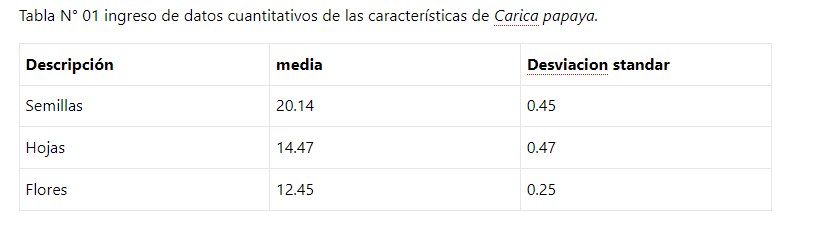 Tabla N° 01 ingreso de datos cuantitativos de las características de Carica papaya.
Descripción media Desviacion standar
Semillas 20.14 0.45
Hojas 14.47 0.47
Flores 12.45 0.25